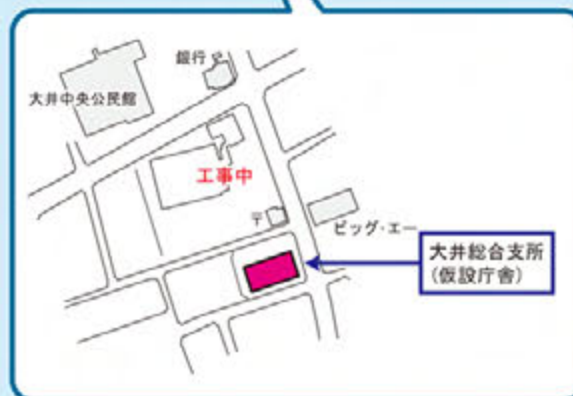 銀行
大井中央公民館
工事中
〒
ビッグ・エー
大井総合支所
(仮設庁舎)